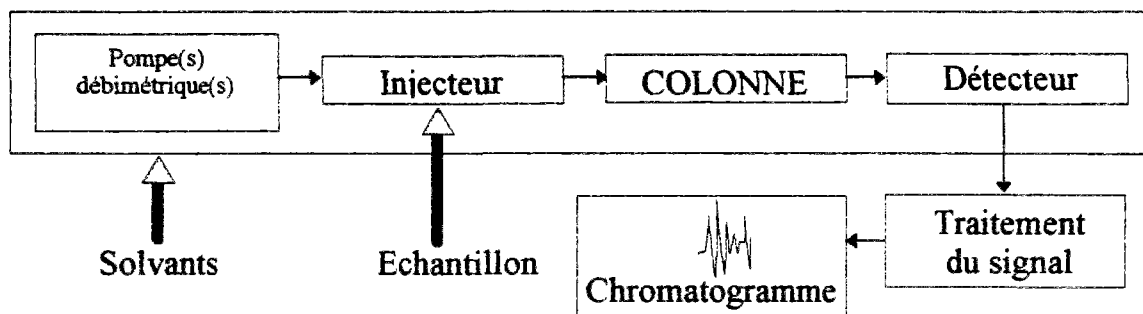 Pompe(s)
débimétrique(s)
Injecteur
COLONNE
Détecteur
Solvants
Echantillon
Chromatogramme
Traitement
du signal